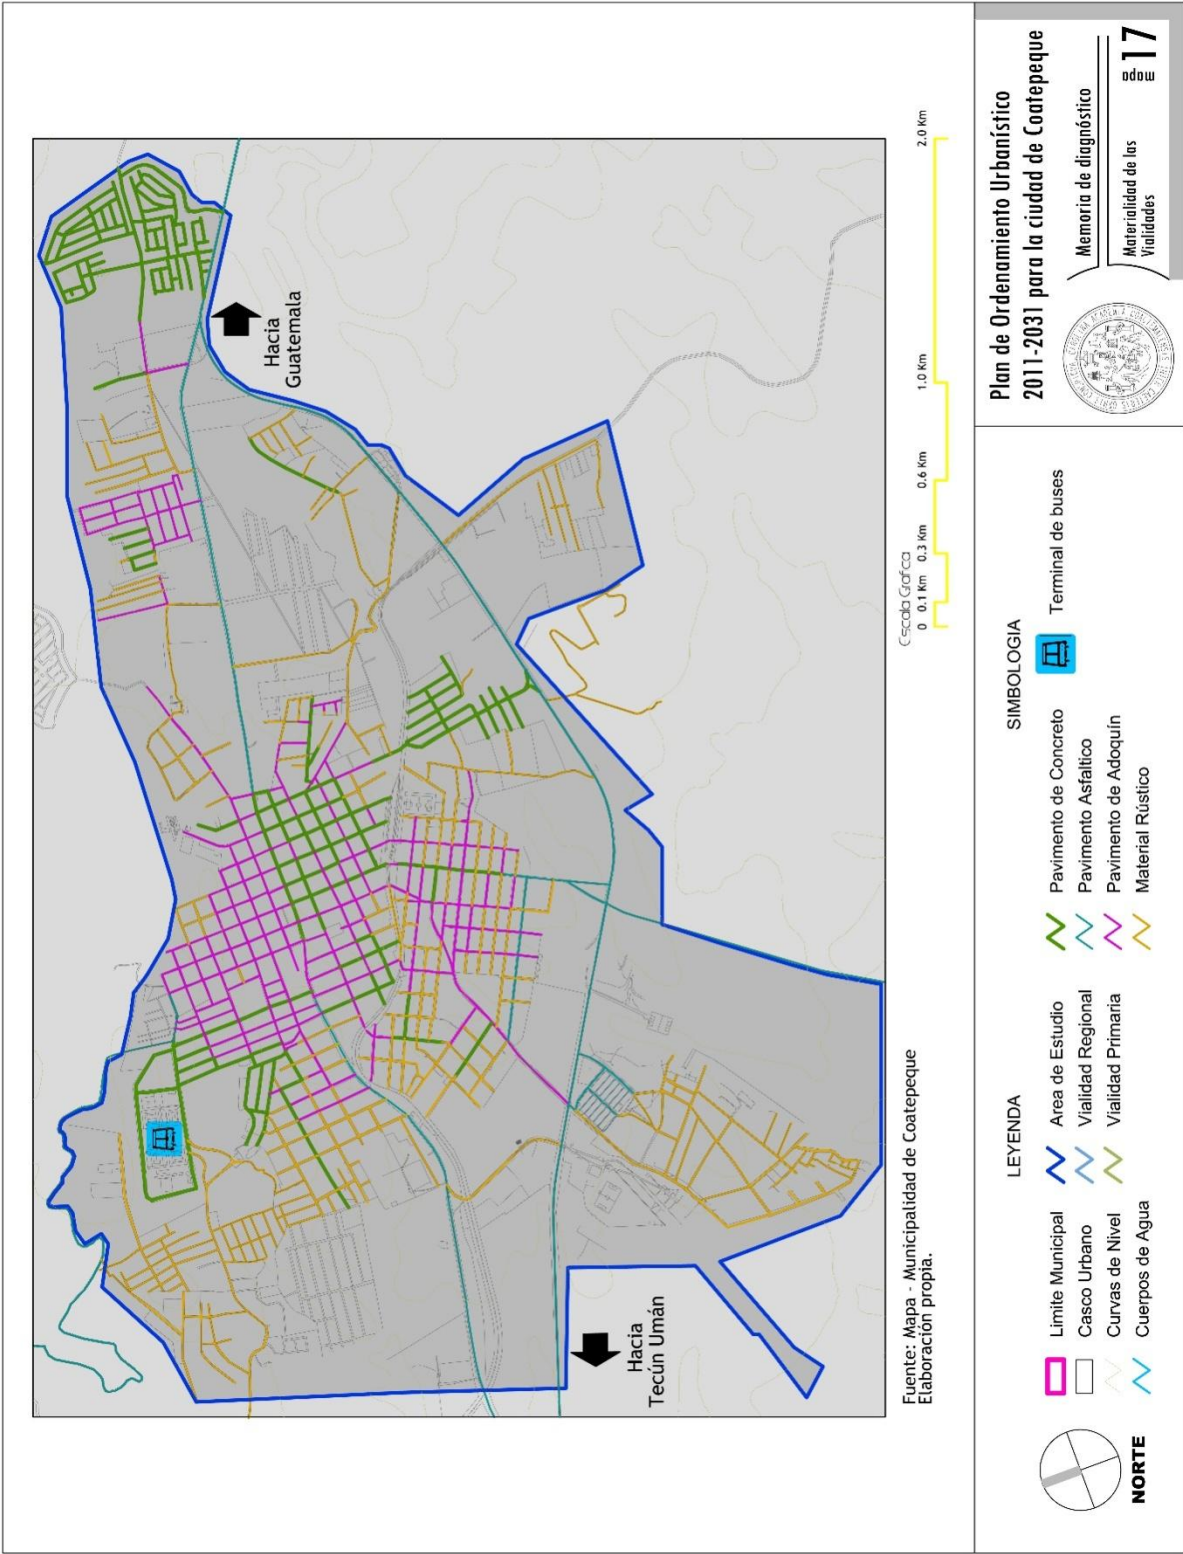 Hacia
Guatemala
Hacia
Tecún Umán
Fuente: Mapa - Municipalidad de Coatepeque
Elaboración propia.
Escala Grafica
0 0.1 Km 0.3 Km 0.6 Km 1.0 Km 2.0 Km
NORTE
LEYENDA
Limite Municipal
Casco Urbano
Curvas de Nivel
Cuerpos de Agua
Area de Estudio
Vialidad Regional
Vialidad Primaria
SIMBOLOGIA
Pavimento de Concreto
Pavimento Asfaltico
Pavimento de Adoquín
Material Rústico
Terminal de buses
Plan de Ordenamiento Urbanístico
2011-2031 para la ciudad de Coatepeque
Memoria de diagnóstico
Materialidad de las
Vialidades
mapa 17